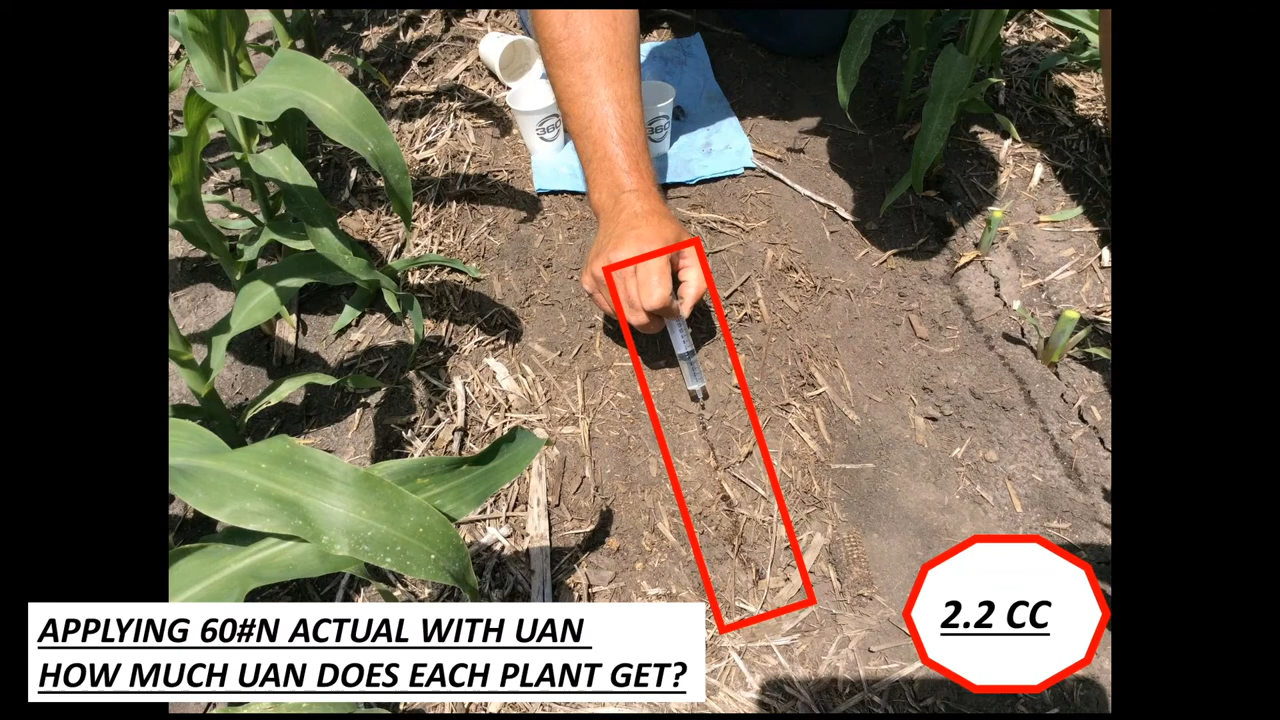 360
360
APPLYING 60#N ACTUAL WITH UAN
HOW MUCH UAN DOES EACH PLANT GET?
2.2 CC